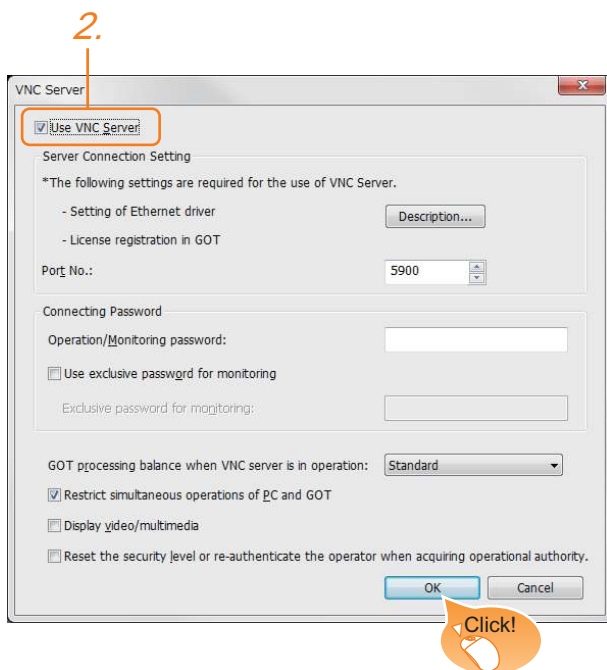 2.
VNC Server
Use VNC Server
Server Connection Setting
*The following settings are required for the use of VNC Server.
- Setting of Ethernet driver
Description...
- License registration in GOT
Port No.:
5900
Connecting Password
Operation/Monitoring password:
Use exclusive password for monitoring
Exclusive password for monitoring:
GOT processing balance when VNC server is in operation:
Standard
Restrict simultaneous operations of PC and GOT
Display video/multimedia
Reset the security level or re-authenticate the operator when acquiring operational authority.
OK
Cancel
Click!